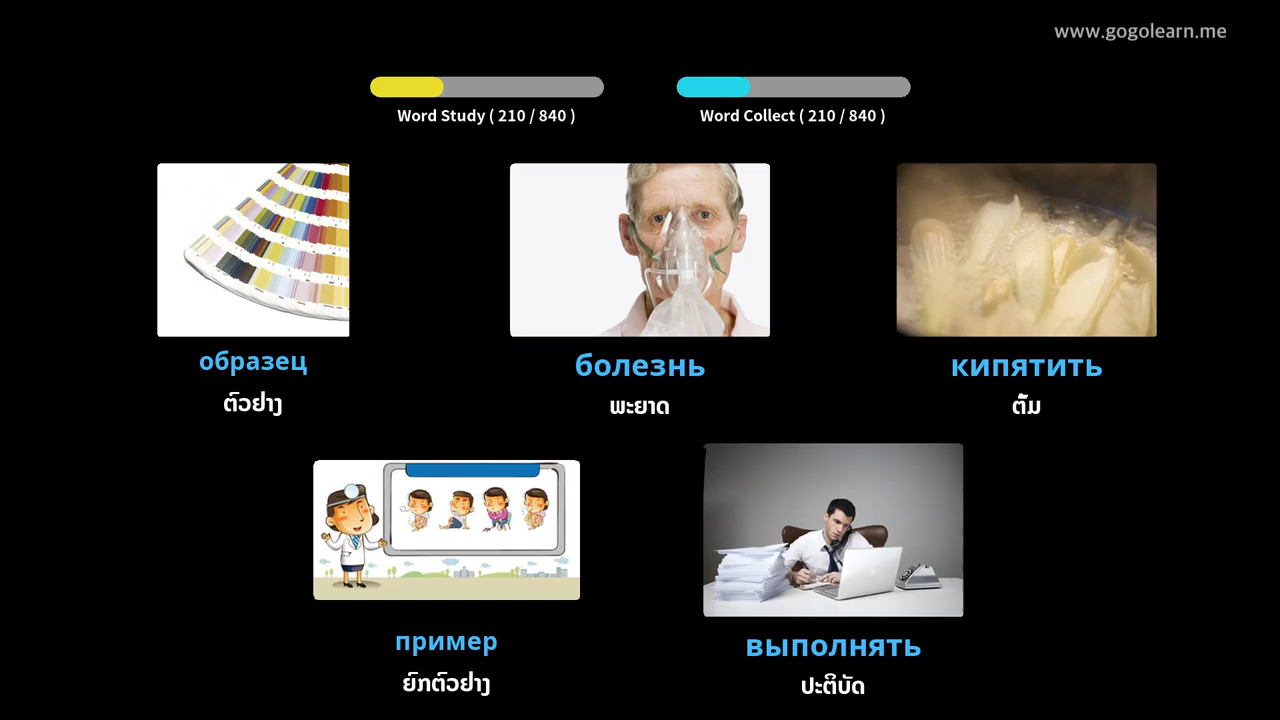 www.gogolearn.me
Word Study ( 210 / 840 )
Word Collect ( 210 / 840 )
образец
ຕົວຢ່າງ
болезнь
ພະຍາດ
кипятить
ຕົ້ມ
пример
ຍົກຕົວຢ່າງ
выполнять
ປະຕິບັດ